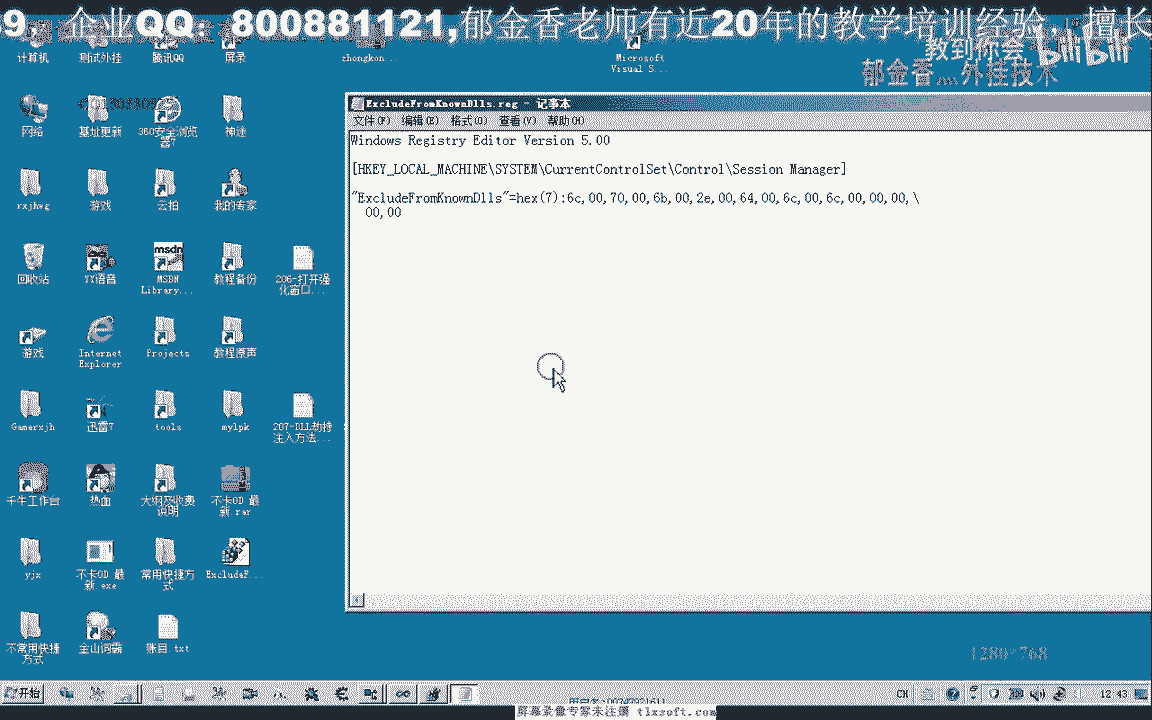 9，企业QQ：800881121,郁金香老师有近20年的教学培训经验，擅长
教到你会 bilibili
郁金香...外挂技术
计算机 测试外挂 腾讯QQ 屏录 zhongkon... Microsoft
Visual S...
网络 基址更新 360安全浏览
器7 神途
rxjhwg 游戏 云拍 我的专家
回收站 YY语音 MSDN
Library... 教程备份 206-打开强
化窗口...
游戏 Internet
Explorer Projects 教程原声
Gamerxjh 迅雷7 tools mylpk 207-DLL劫持
注入方法...
千牛工作台 热血 大纲及收费
说明 不卡OD 最
新.rar
yjx 不卡OD 最
新.exe 常用快捷方
式 ExcludeF...
不常用快捷
方式 金山词霸 账目.txt
ExcludeFromKnownDlls.reg - 记事本
文件(F) 编辑(E) 格式(O) 查看(V) 帮助(H)
Windows Registry Editor Version 5.00
[HKEY_LOCAL_MACHINE\SYSTEM\CurrentControlSet\Control\Session Manager]
"ExcludeFromKnownDlls"=hex(7):6c,00,70,00,6b,00,2e,00,64,00,6c,00,6c,00,00,00,\
00,00
1280*768
开始 CH 12:43
屏幕录像专家未注册 tlxsoft.com